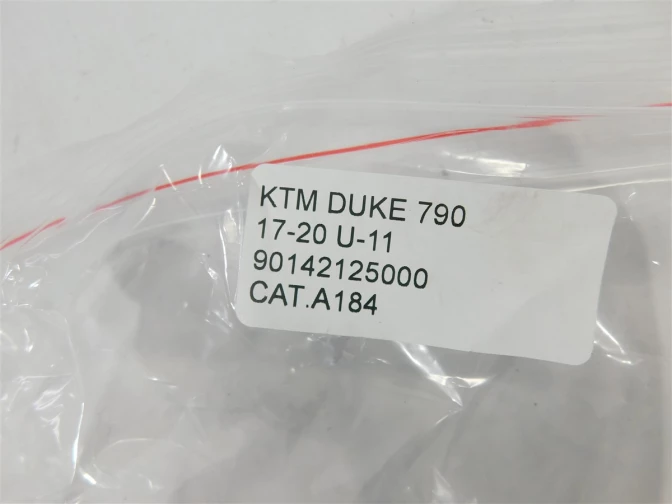 KTM DUKE 790
17-20 U-11
90142125000
CAT.A184